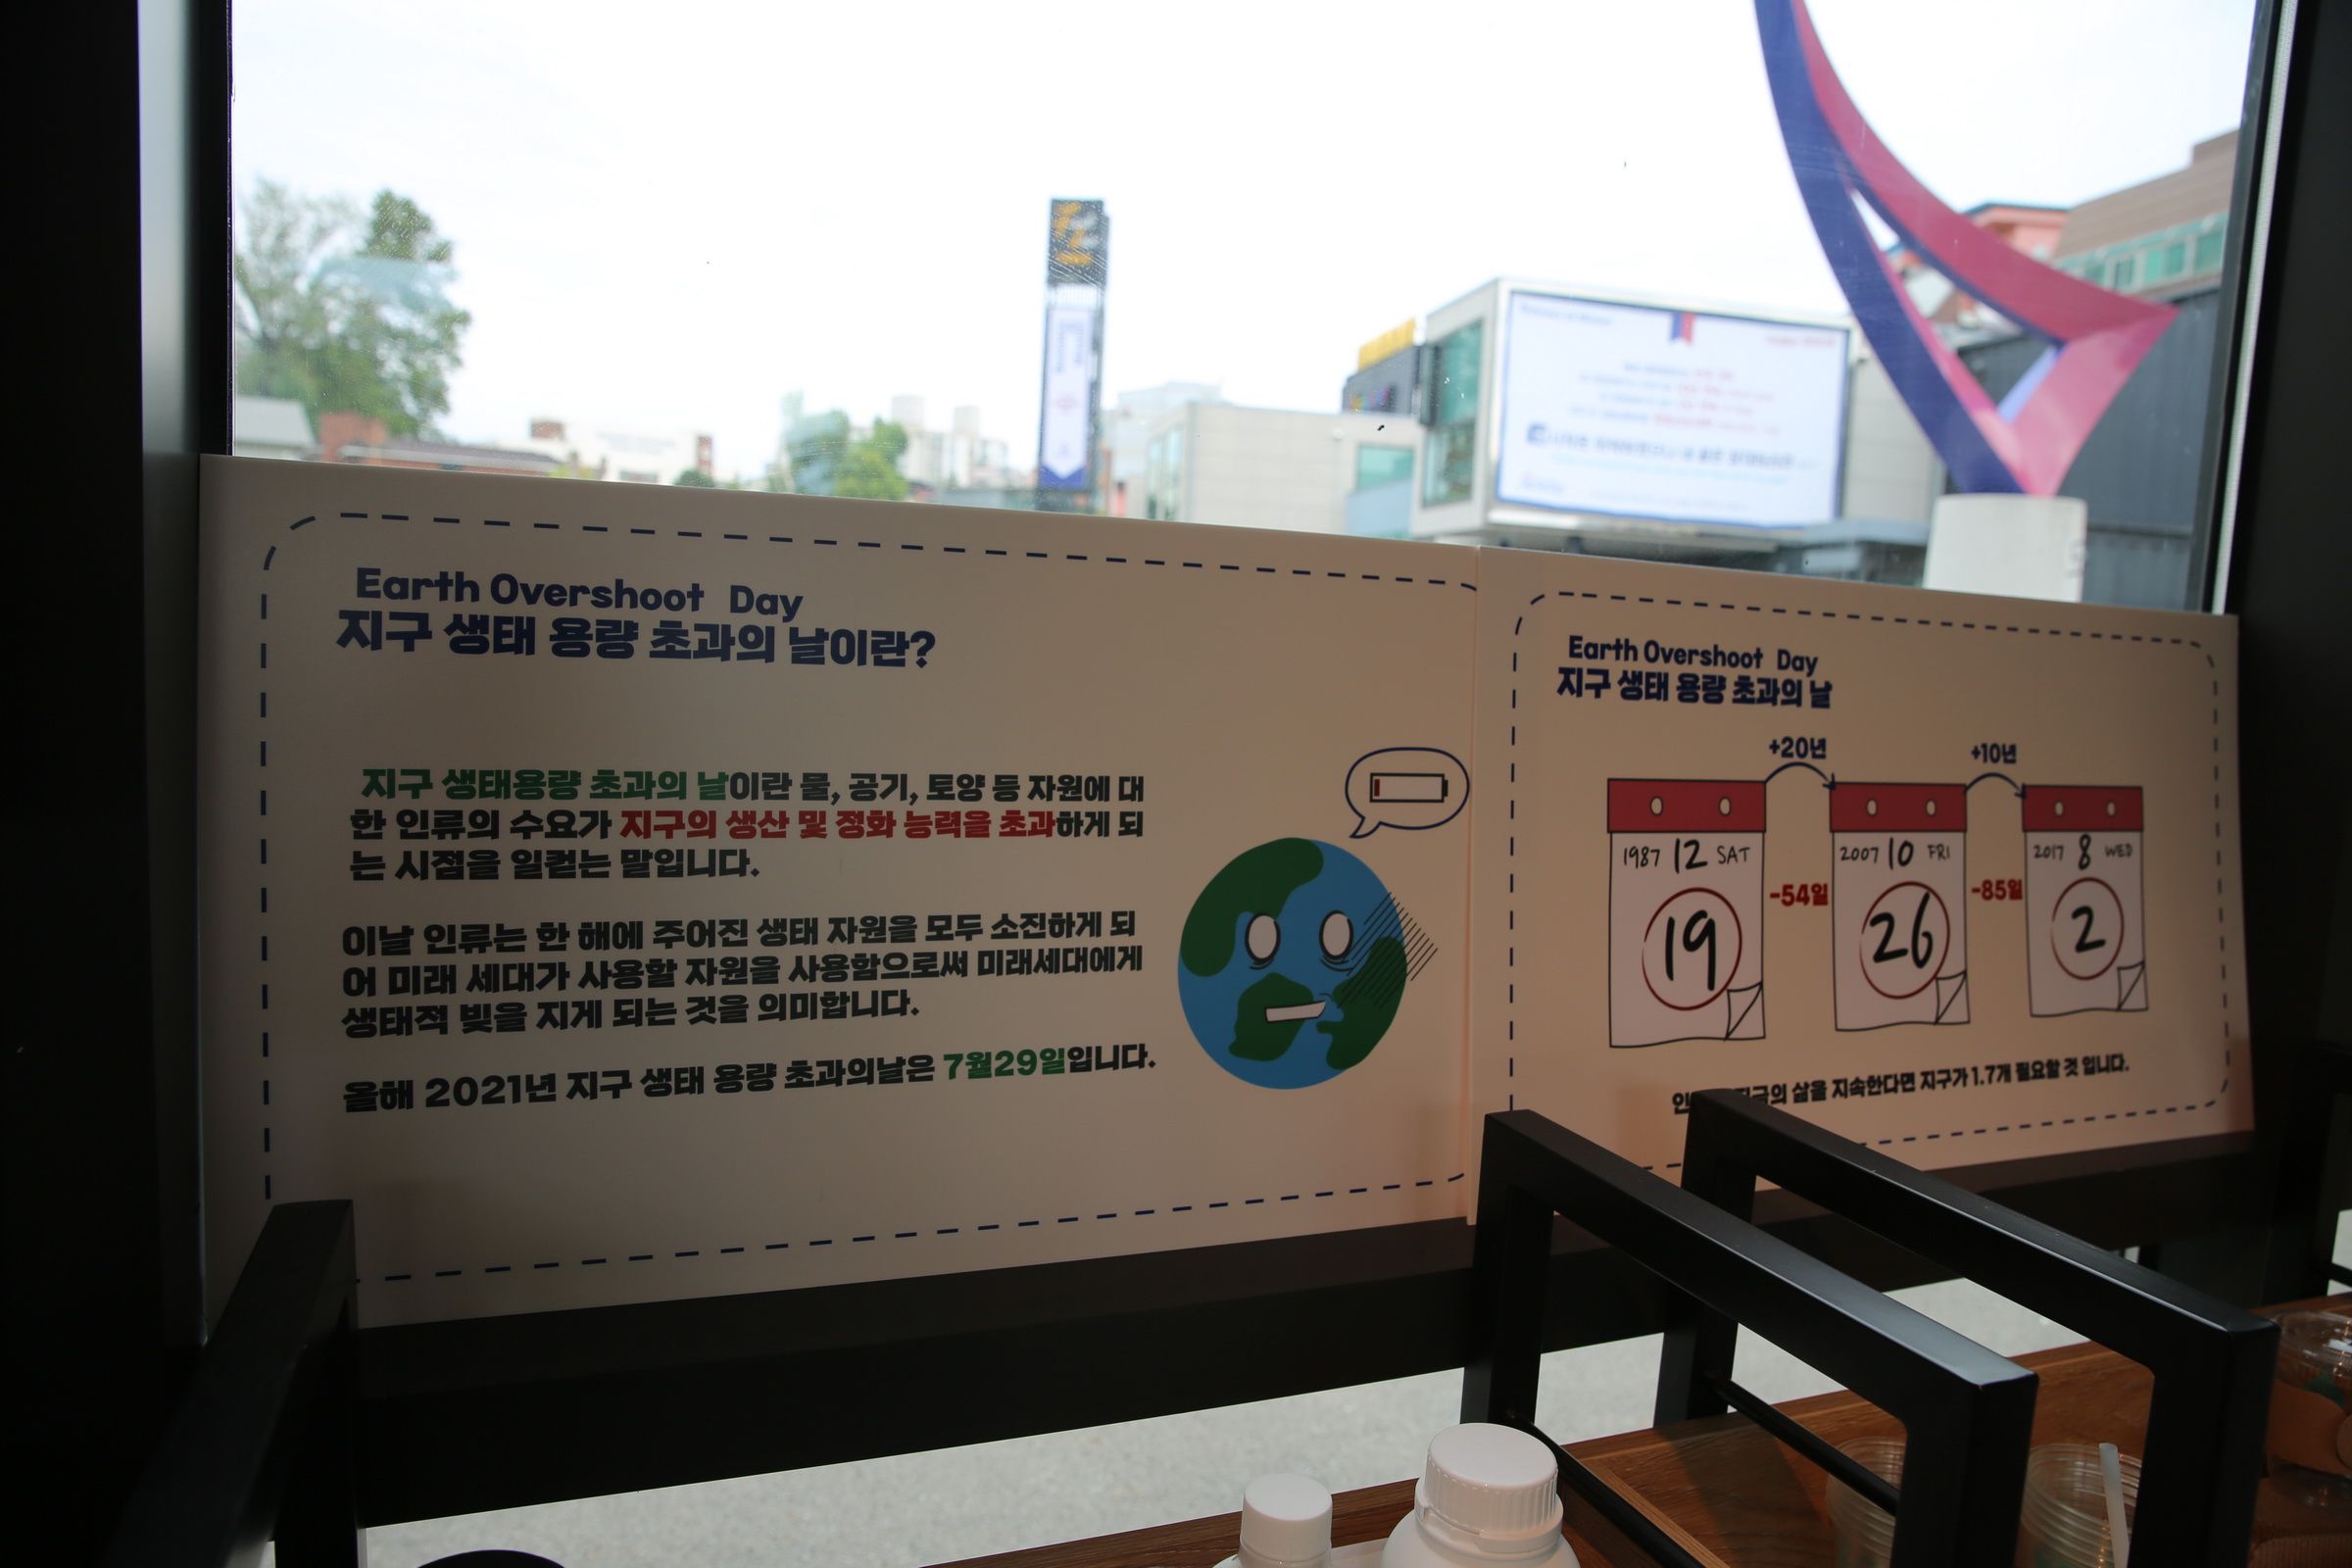 Earth Overshoot Day
지구 생태 용량 초과의 날이란?
지구 생태용량 초과의 날이란 물, 공기, 토양 등 자원에 대
한 인류의 수요가 지구의 생산 및 정화 능력을 초과하게 되
는 시점을 일컫는 말입니다.
이날 인류는 한 해에 주어진 생태 자원을 모두 소진하게 되
어 미래 세대가 사용할 자원을 사용함으로써 미래세대에게
생태적 빚을 지게 되는 것을 의미합니다.
올해 2021년 지구 생태 용량 초과의날은 7월29일입니다.
Earth Overshoot Day
지구 생태 용량 초과의 날
+20년
+10년
1987 12 SAT
19
-54일
2007 10 FRI
26
-85일
2017 8 WED
2
삶을 지속한다면 지구가 1.7개 필요할 것 입니다.